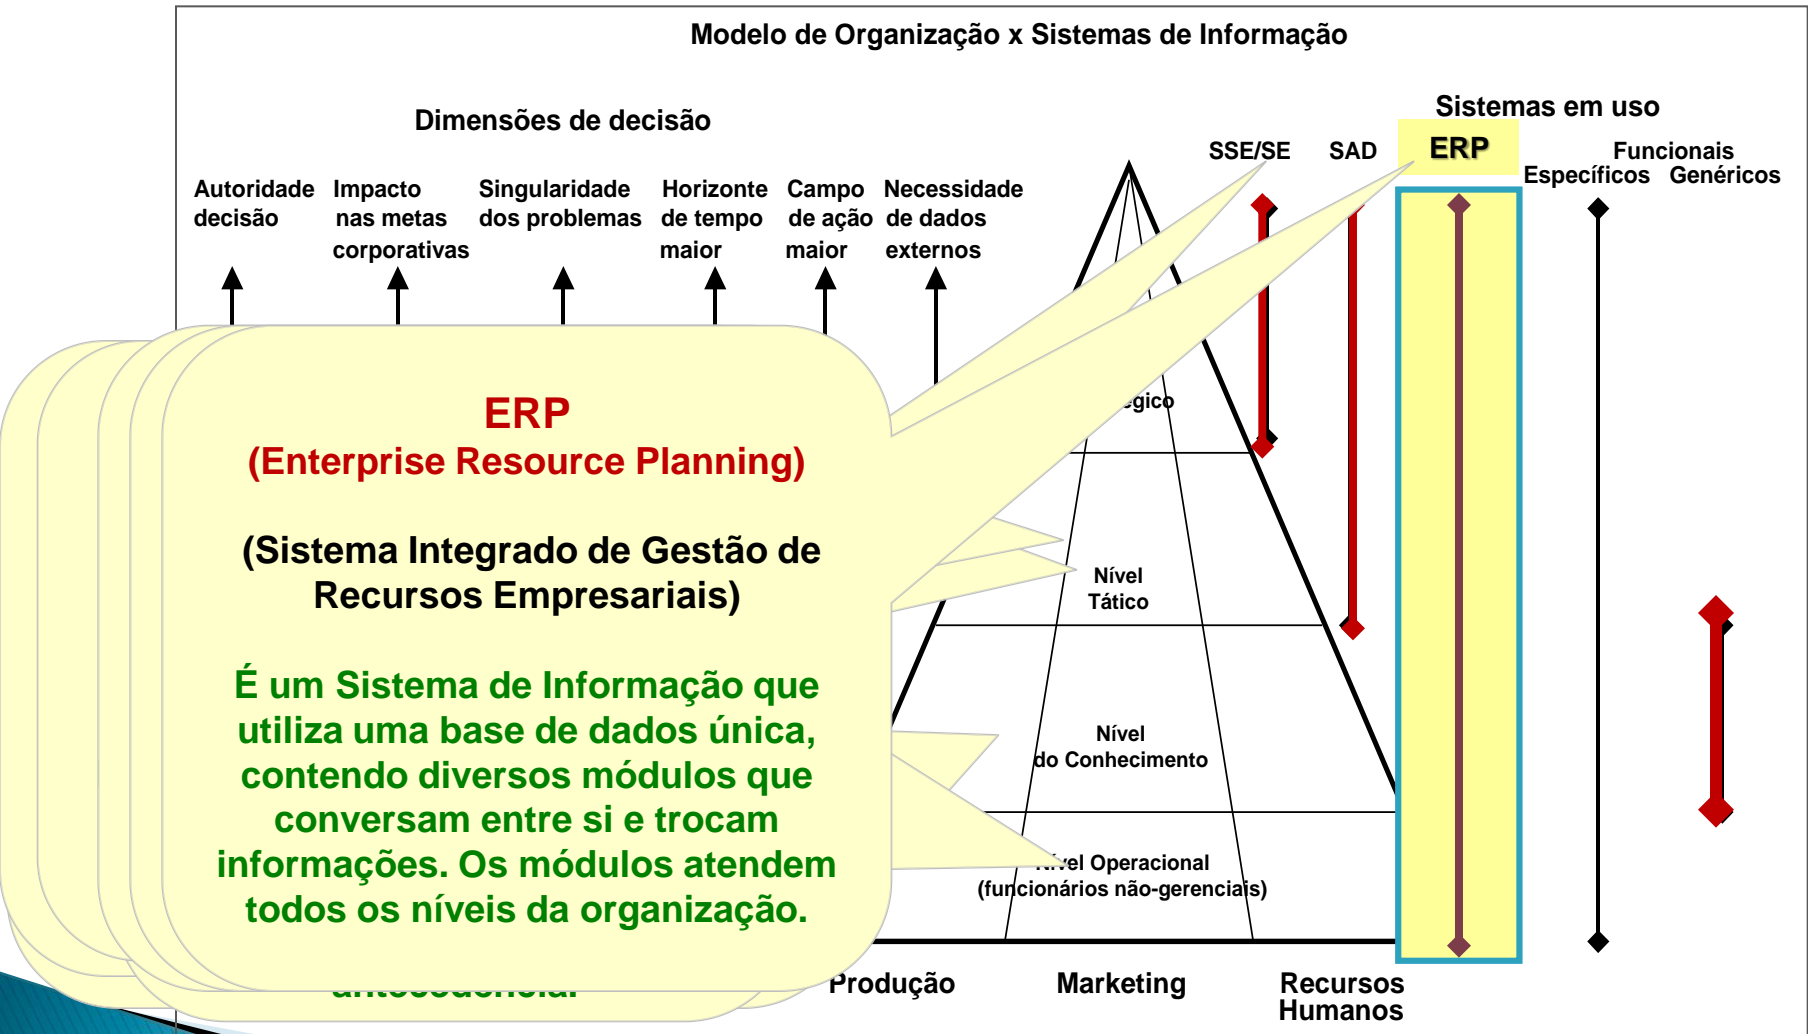 Modelo de Organização x Sistemas de Informação
Dimensões de decisão
Sistemas em uso
SSE/SE
SAD
ERP
Funcionais
Específicos
Genéricos
Autoridade
decisão
Impacto
nas metas
corporativas
Singularidade
dos problemas
Horizonte
de tempo
maior
Campo
de ação
maior
Necessidade
de dados
externos
ERP
(Enterprise Resource Planning)
(Sistema Integrado de Gestão de
Recursos Empresariais)
É um Sistema de Informação que
utiliza uma base de dados única,
contendo diversos módulos que
conversam entre si e trocam
informações. Os módulos atendem
todos os níveis da organização.
Nível
Tático
Nível
do Conhecimento
Nível Operacional
(funcionários não-gerenciais)
Produção
Marketing
Recursos
Humanos